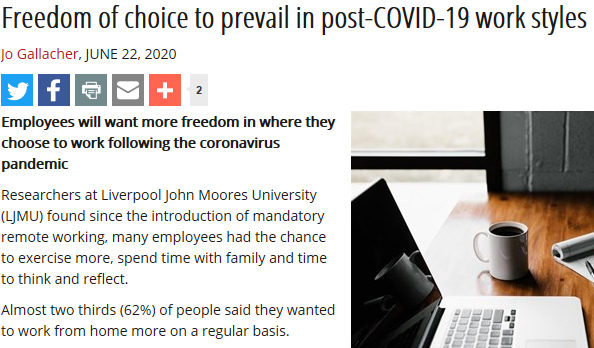 Freedom of choice to prevail in post-COVID-19 work styles
Jo Gallacher, JUNE 22, 2020
2
Employees will want more freedom in where they
choose to work following the coronavirus
pandemic
Researchers at Liverpool John Moores University
(LJMU) found since the introduction of mandatory
remote working, many employees had the chance
to exercise more, spend time with family and time
to think and reflect.
Almost two thirds (62%) of people said they wanted
to work from home more on a regular basis.